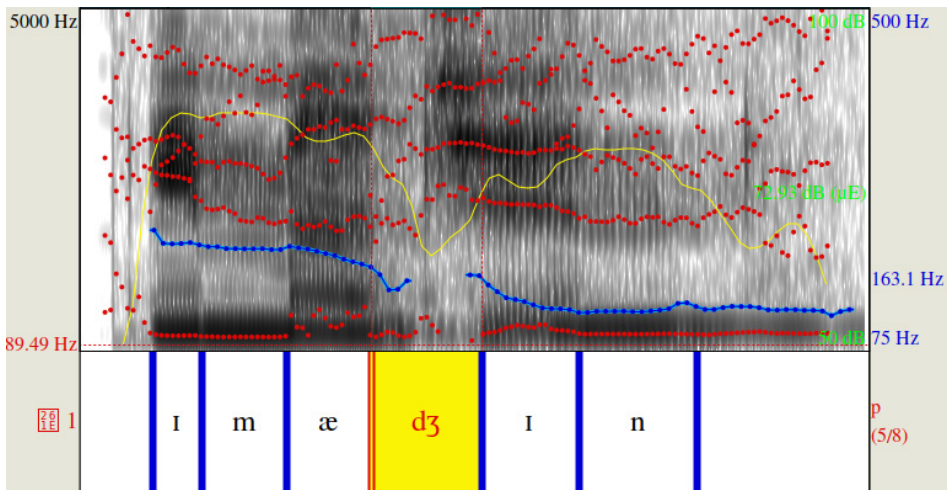 5000 Hz
100 dB
500 Hz
72.93 dB (µE)
163.1 Hz
89.49 Hz
50 dB
75 Hz
ɪ m æ dʒ ɪ n
261E 1
p
(5/8)